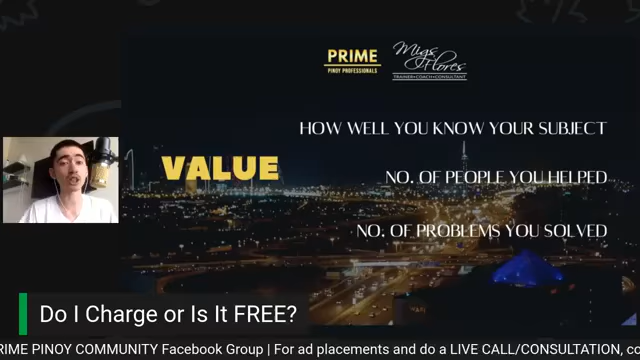 PRIME
PINOY PROFESSIONALS
Migs
Flores
TRAINER•COACH•CONSULTANT
HOW WELL YOU KNOW YOUR SUBJECT
VALUE
NO. OF PEOPLE YOU HELPED
NO. OF PROBLEMS YOU SOLVED
Do I Charge or Is It FREE?
PRIME PINOY COMMUNITY Facebook Group | For ad placements and do a LIVE CALL/CONSULTATION, co